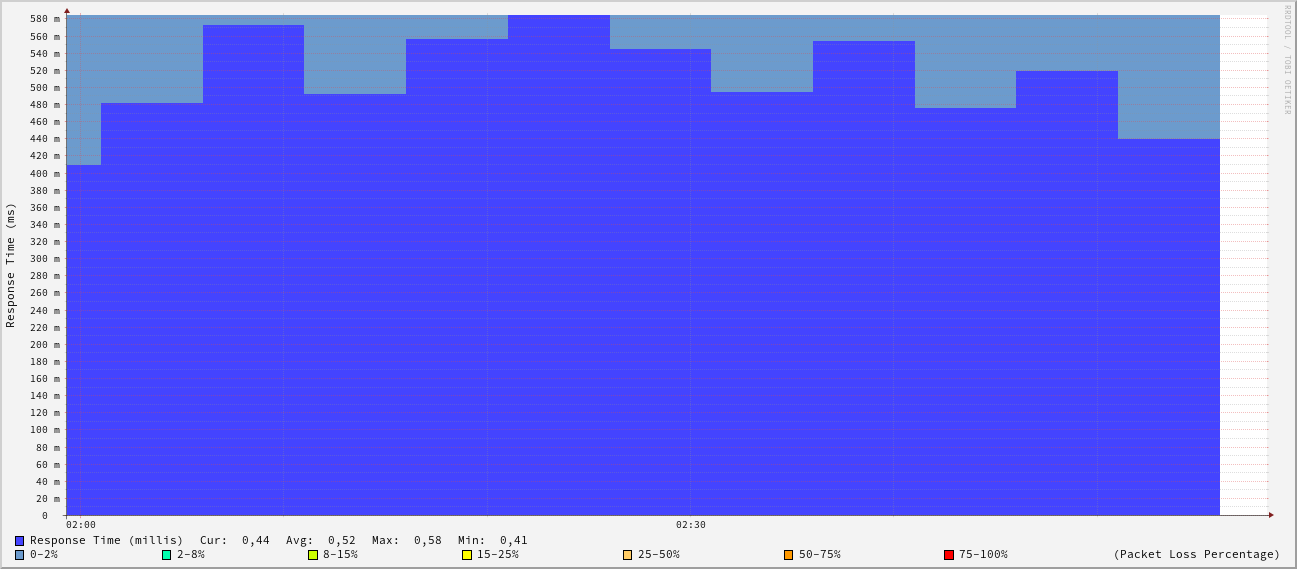 RRDTOOL / TOBI OETIKER
Response Time (ms)
580 m
560 m
540 m
520 m
500 m
480 m
460 m
440 m
420 m
400 m
380 m
360 m
340 m
320 m
300 m
280 m
260 m
240 m
220 m
200 m
180 m
160 m
140 m
120 m
100 m
80 m
60 m
40 m
20 m
0
02:00 02:30
Response Time (millis) Cur: 0,44 Avg: 0,52 Max: 0,58 Min: 0,41
0-2% 2-8% 8-15% 15-25% 25-50% 50-75% 75-100% (Packet Loss Percentage)